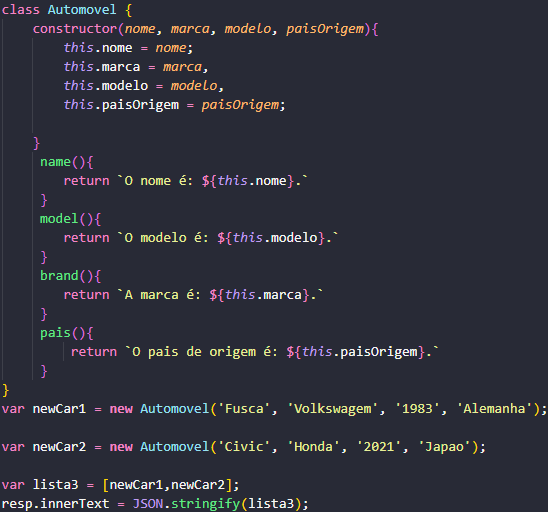 class Automovel {
constructor(nome, marca, modelo, paisOrigem){
this.nome = nome;
this.marca = marca,
this.modelo = modelo,
this.paisOrigem = paisOrigem;
}
name(){
return `O nome é: ${this.nome}.`
}
model(){
return `O modelo é: ${this.modelo}.`
}
brand(){
return `A marca é: ${this.marca}.`
}
pais(){
return `O pais de origem é: ${this.paisOrigem}.`
}
}
var newCar1 = new Automovel('Fusca', 'Volkswagem', '1983', 'Alemanha');
var newCar2 = new Automovel('Civic', 'Honda', '2021', 'Japao');
var lista3 = [newCar1,newCar2];
resp.innerText = JSON.stringify(lista3);